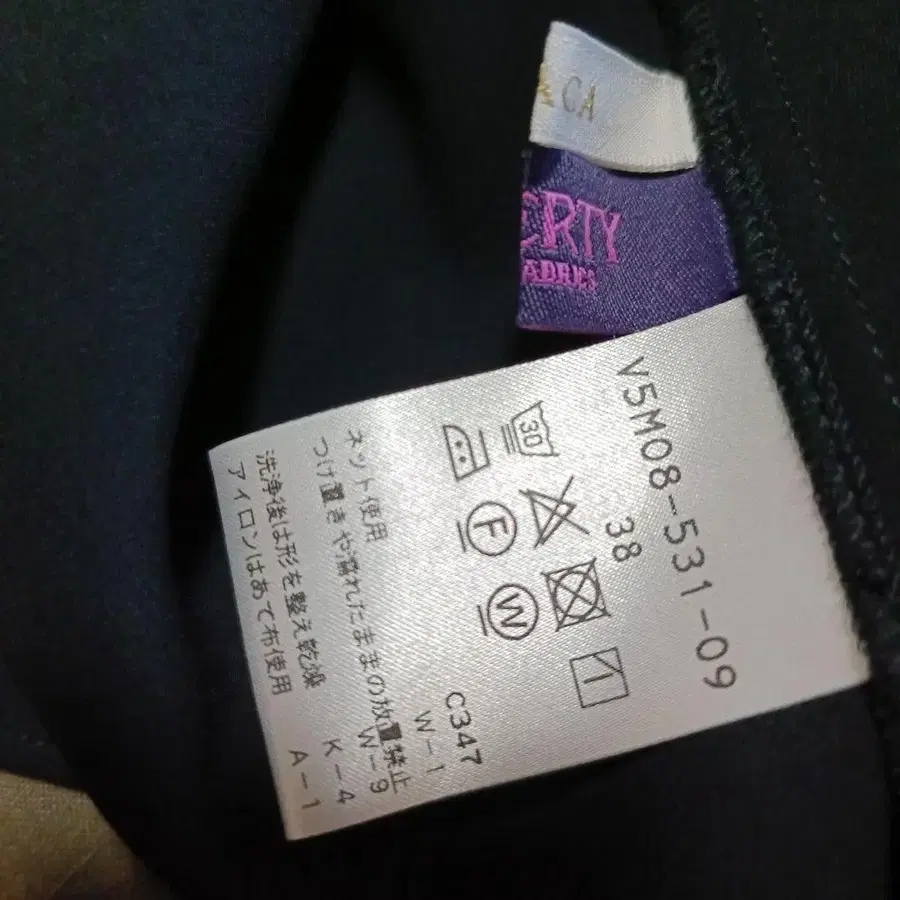 CA
ERTY
FABRICS
V5M08-531-09
38
30
F
W
ネット使用
つけ置きや濡れたままの放置禁止
洗浄後は形を整え乾燥
アイロンはあて布使用
C347
W-1
W-9
K-4
A-1